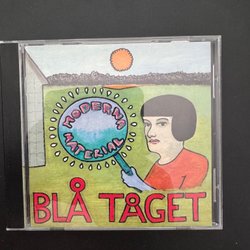 MODERNA
MATERIAL
BLÅ TÅGET